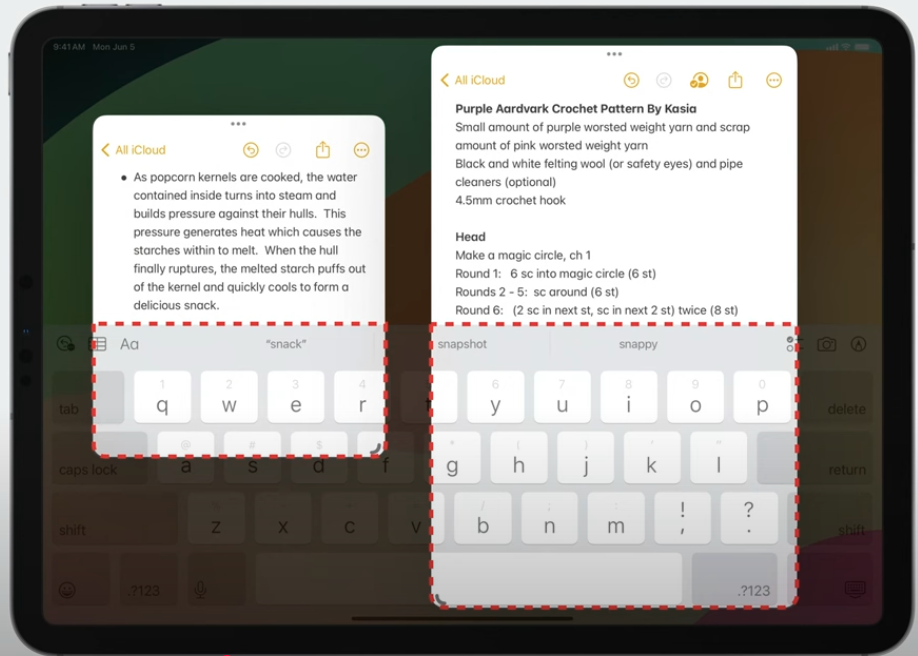 9:41 AM Mon Jun 5
All iCloud
As popcorn kernels are cooked, the water
contained inside turns into steam and
builds pressure against their hulls. This
pressure generates heat which causes the
starches within to melt. When the hull
finally ruptures, the melted starch puffs out
of the kernel and quickly cools to form a
delicious snack.
All iCloud
Purple Aardvark Crochet Pattern By Kasia
Small amount of purple worsted weight yarn and scrap
amount of pink worsted weight yarn
Black and white felting wool (or safety eyes) and pipe
cleaners (optional)
4.5mm crochet hook
Head
Make a magic circle, ch 1
Round 1: 6 sc into magic circle (6 st)
Rounds 2 - 5: sc around (6 st)
Round 6: (2 sc in next st, sc in next 2 st) twice (8 st)
Aa "snack" snapshot snappy
1 2 3 4 6 7 8 9 0
tab q w e r t y u i o p delete
@ # $ * ( ) ' "
caps lock a s d f g h j k l return
shift z x c v b n m ! , ? . shift
.?123 .?123